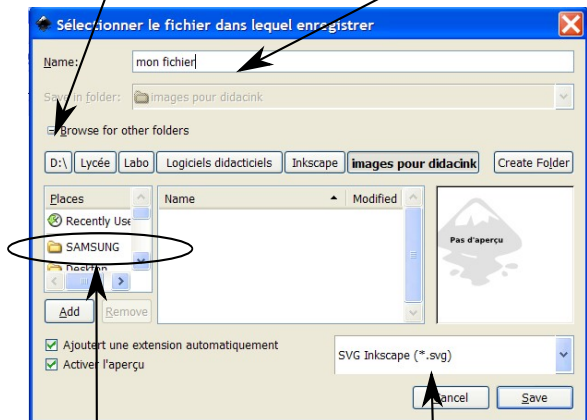 Sélectionner le fichier dans lequel enregistrer
Name: mon fichier
Save in folder: images pour didacink
Browse for other folders
D:\ Lycée Labo Logiciels didacticiels Inkscape images pour didacink Create Folder
Places Name Modified
Recently Use
SAMSUNG
Pas d'aperçu
Desktop
Add Remove
Ajoutert une extension automatiquement
SVG Inkscape (*.svg)
Activer l'aperçu
Cancel Save